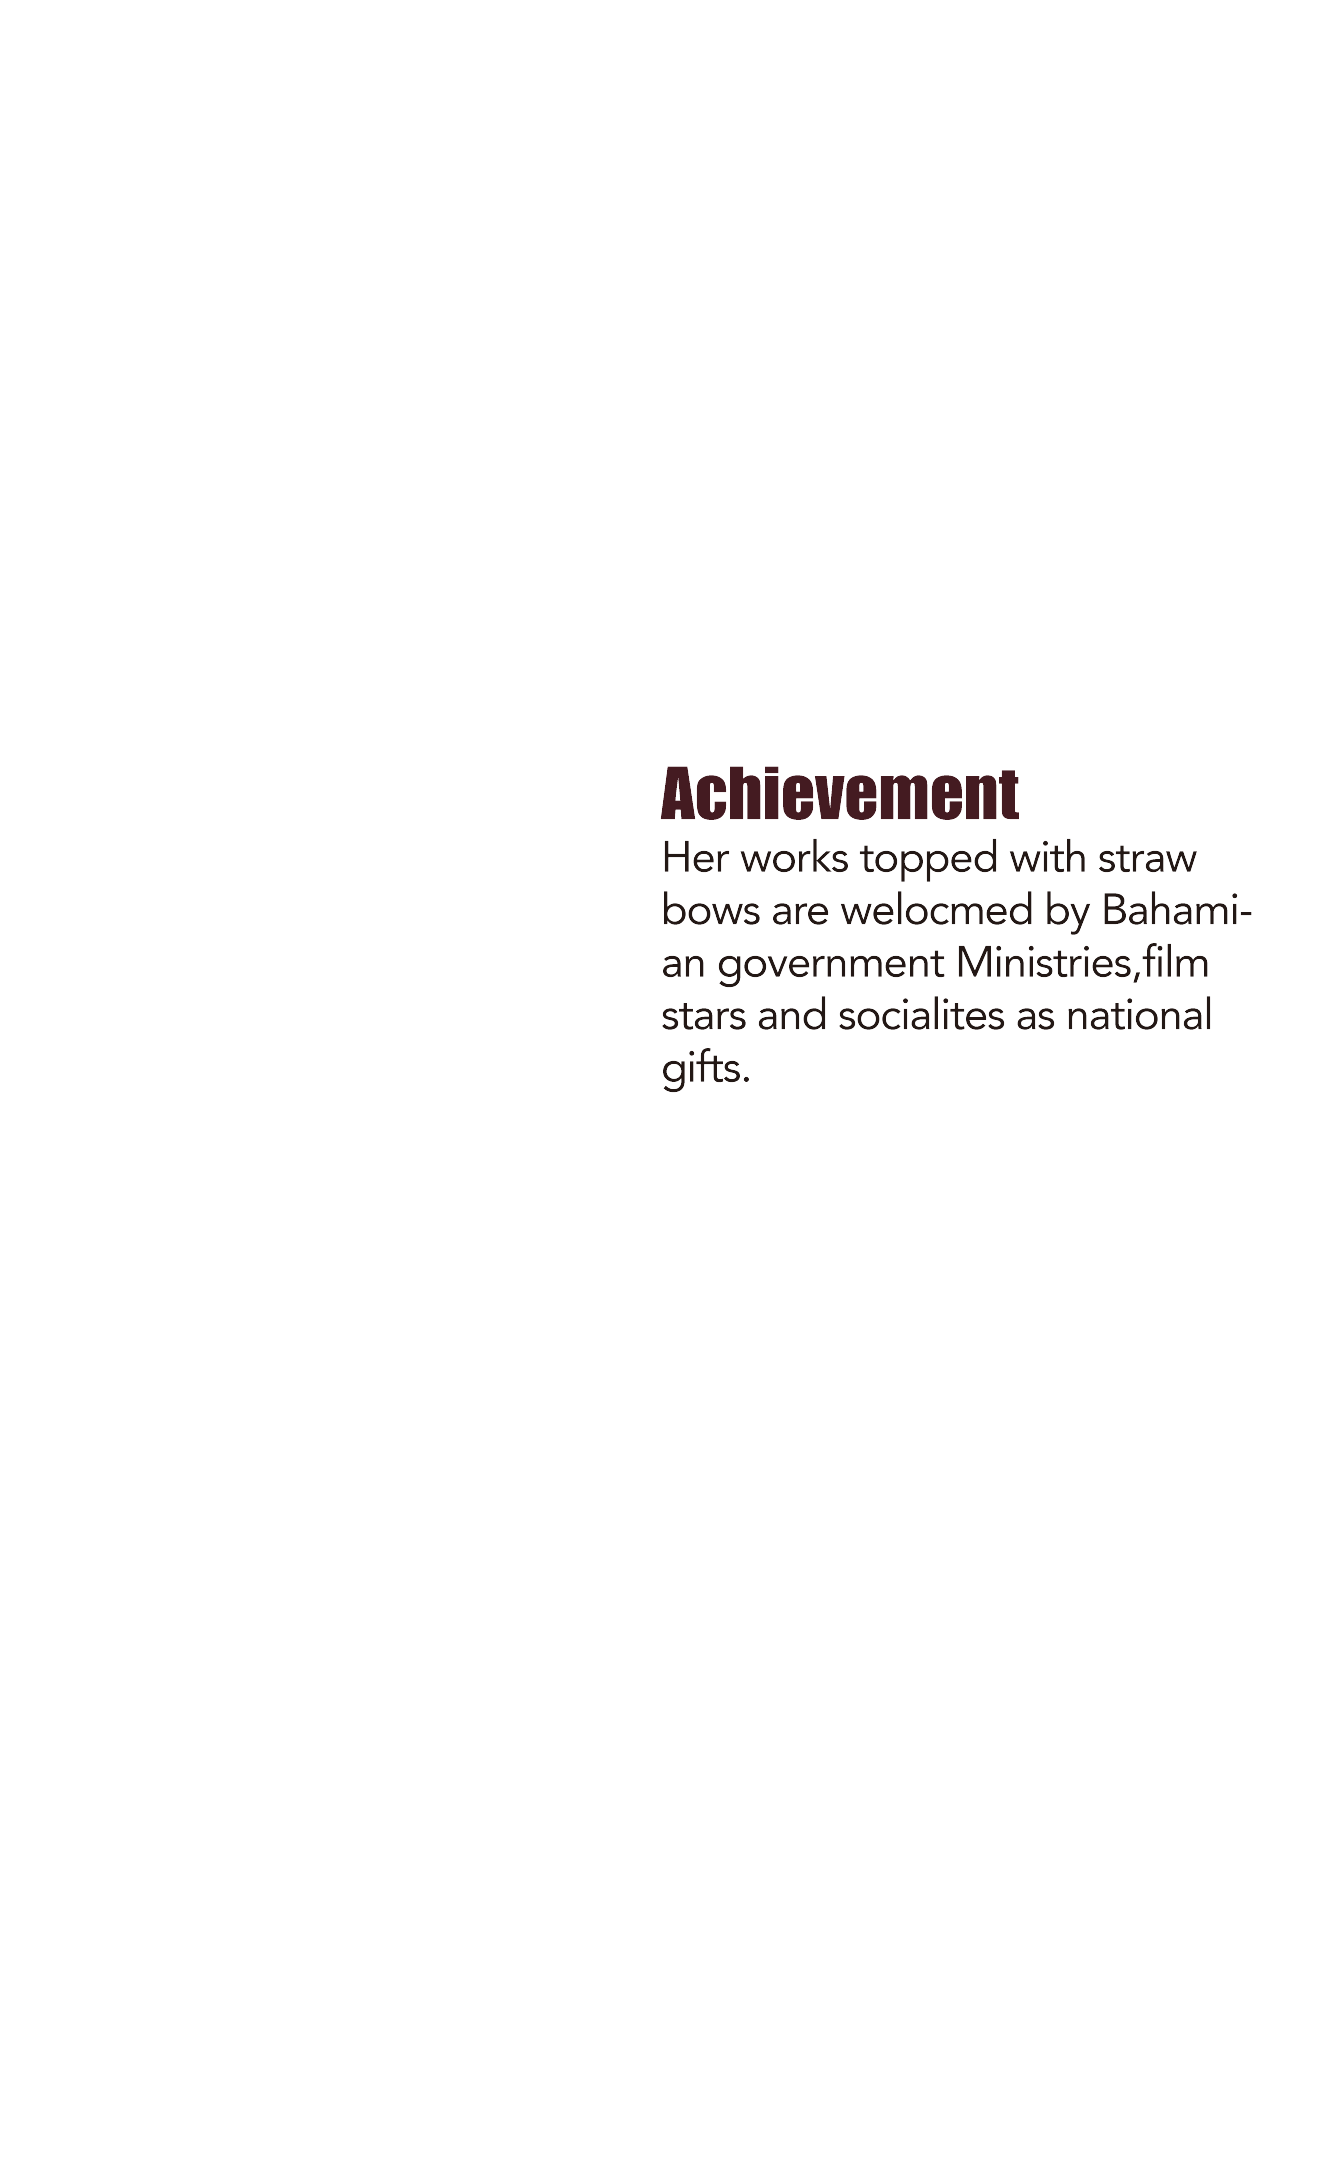 Achievement
Her works topped with straw
bows are welocmed by Bahami-
an government Ministries,film
stars and socialites as national
gifts.